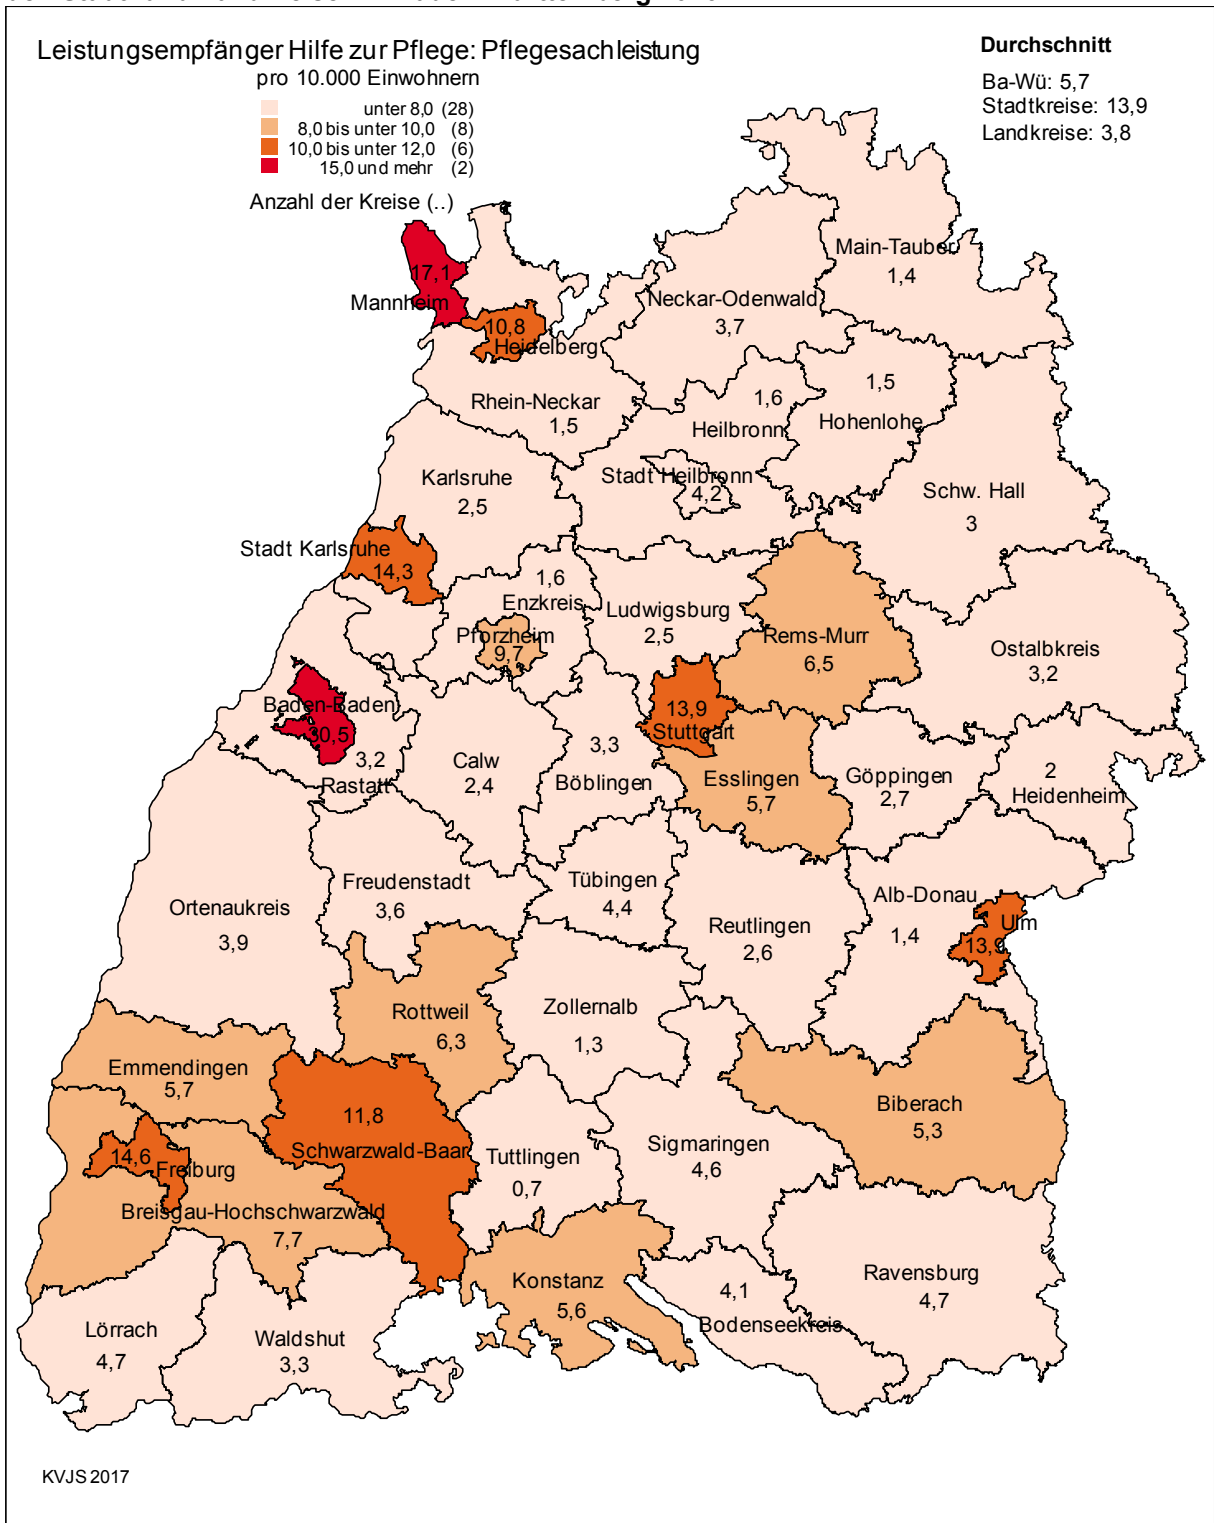 Leistungsempfänger Hilfe zur Pflege: Pflegesachleistung
pro 10.000 Einwohnern
unter 8,0 (28)
8,0 bis unter 10,0 (8)
10,0 bis unter 12,0 (6)
15,0 und mehr (2)
Anzahl der Kreise (..)
Durchschnitt
Ba-Wü: 5,7
Stadtkreise: 13,9
Landkreise: 3,8
Main-Tauber
1,4
17,1
Mannheim
Neckar-Odenwald
3,7
10,8
Heidelberg
Rhein-Neckar
1,5
1,6
Heilbronn
1,5
Hohenlohe
Karlsruhe
2,5
Stadt Heilbronn
4,2
Schw. Hall
3
Stadt Karlsruhe
14,3
1,6
Enzkreis
Pforzheim
9,7
Ludwigsburg
2,5
Rems-Murr
6,5
Ostalbkreis
3,2
Baden-Baden
30,5
3,2
Rastatt
Calw
2,4
3,3
Böblingen
13,9
Stuttgart
Esslingen
5,7
Göppingen
2,7
2
Heidenheim
Ortenaukreis
3,9
Freudenstadt
3,6
Tübingen
4,4
Reutlingen
2,6
Alb-Donau
1,4
Ulm
13,9
Rottweil
6,3
Zollernalb
1,3
Emmendingen
5,7
11,8
Schwarzwald-Baar
Biberach
5,3
14,6
Freiburg
Tuttlingen
0,7
Sigmaringen
4,6
Breisgau-Hochschwarzwald
7,7
Konstanz
5,6
4,1
Bodenseekreis
Ravensburg
4,7
Lörrach
4,7
Waldshut
3,3
KVJS 2017